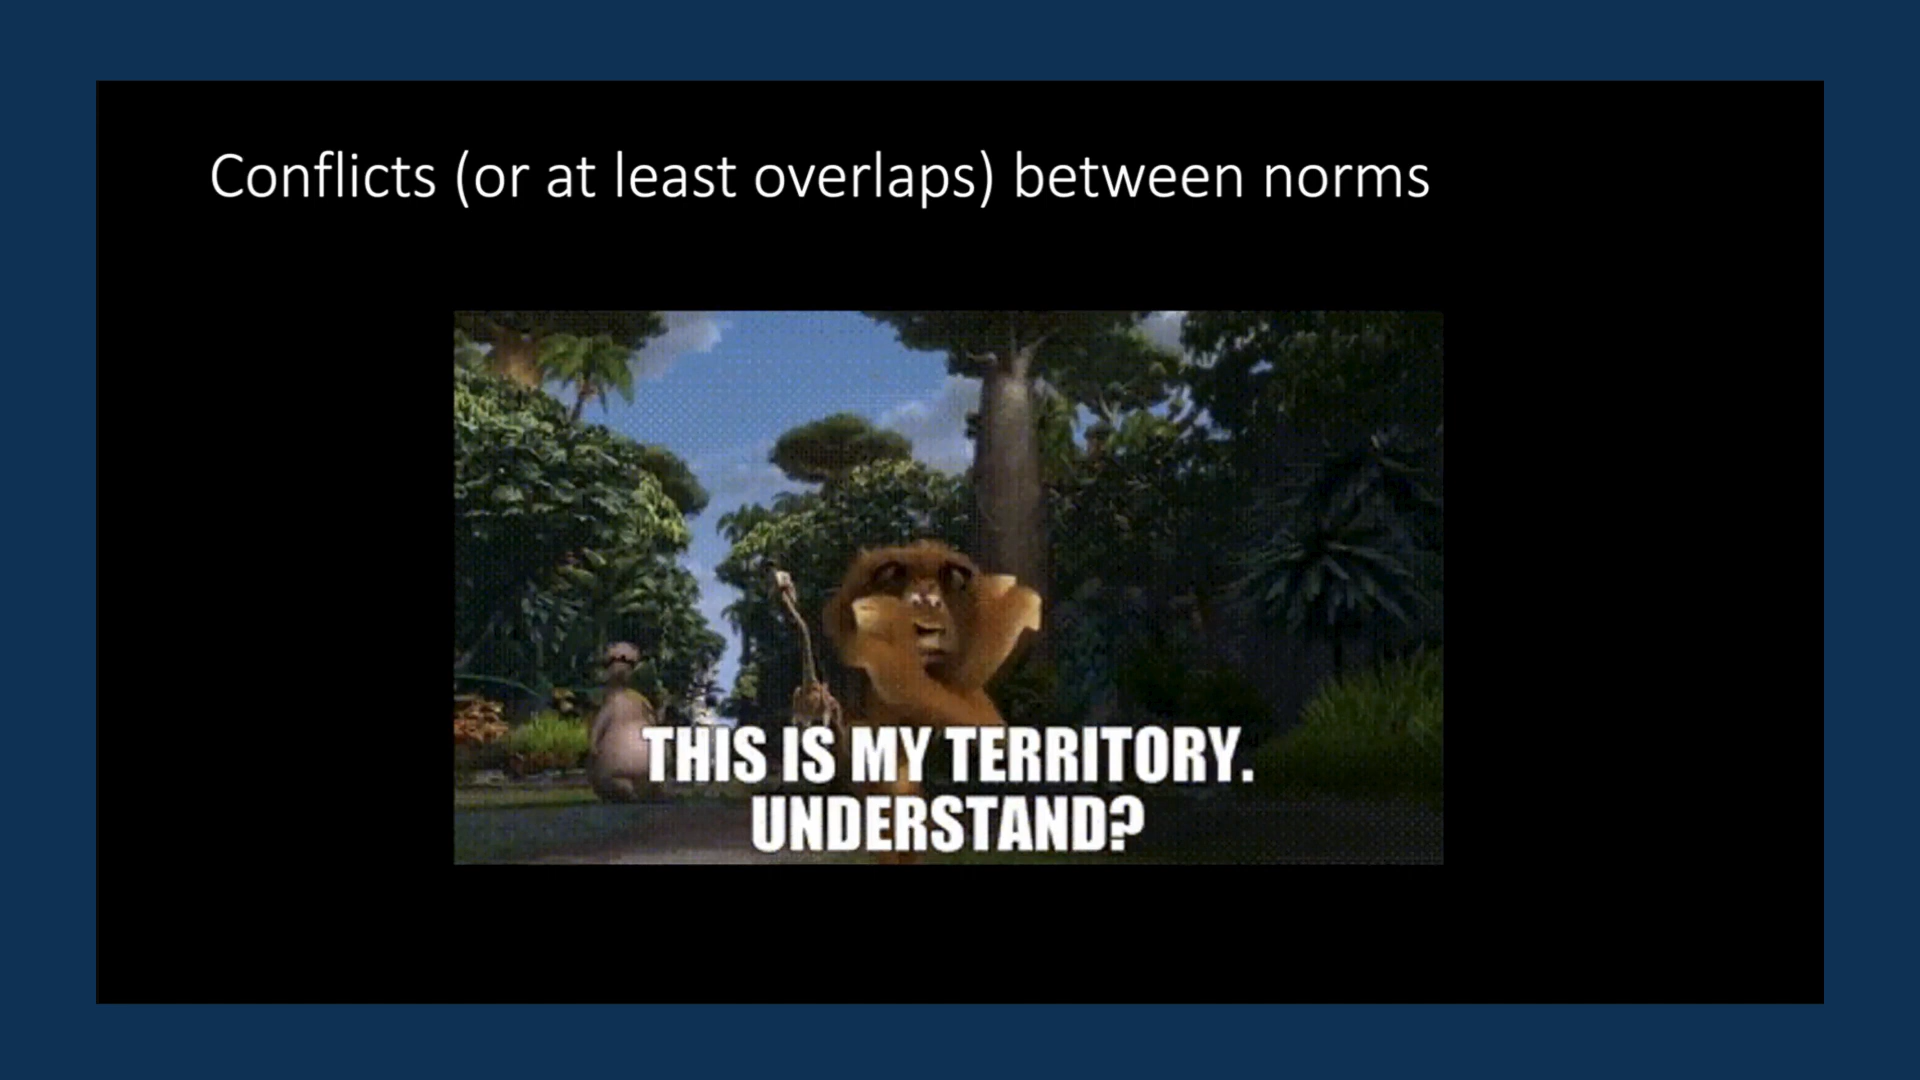 Conflicts (or at least overlaps) between norms
THIS IS MY TERRITORY.
UNDERSTAND?